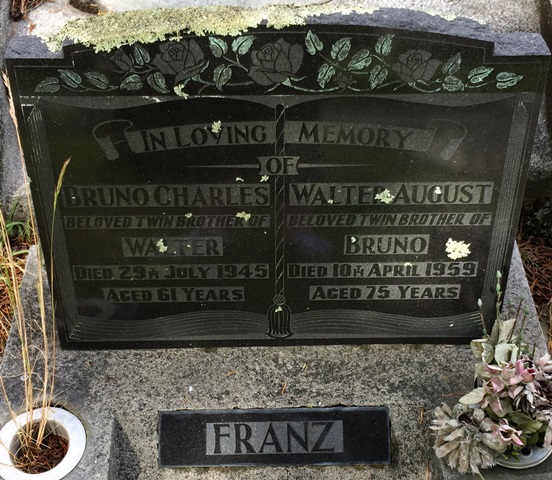 IN LOVING MEMORY
OF
BRUNO CHARLES
BELOVED TWIN BROTHER OF
WALTER
DIED 29TH JULY 1945
AGED 61 YEARS
WALTER AUGUST
BELOVED TWIN BROTHER OF
BRUNO
DIED 10TH APRIL 1959
AGED 75 YEARS
FRANZ